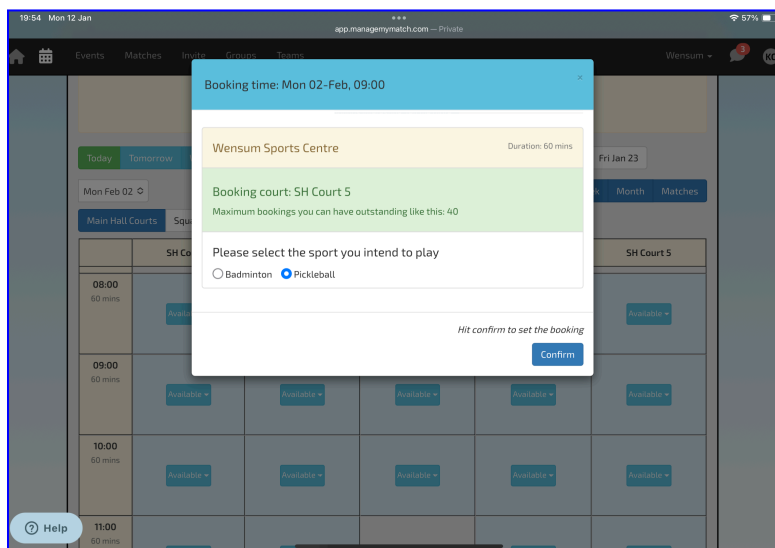 19:54 Mon 12 Jan
app.managemymatch.com — Private
57%
Events Matches Invite Groups Teams
Wensum
3
KC
Booking time: Mon 02-Feb, 09:00
×
Wensum Sports Centre
Duration: 60 mins
Today Tomorrow
Fri Jan 23
Booking court: SH Court 5
Maximum bookings you can have outstanding like this: 40
Mon Feb 02
k Month Matches
Main Hall Courts Squ
Please select the sport you intend to play
Badminton Pickleball
SH Co
SH Court 5
08:00
60 mins
Availa
Available
Hit confirm to set the booking
Confirm
09:00
60 mins
Available Available Available Available Available
10:00
60 mins
Available Available Available Available Available
? Help
11:00
60 mins